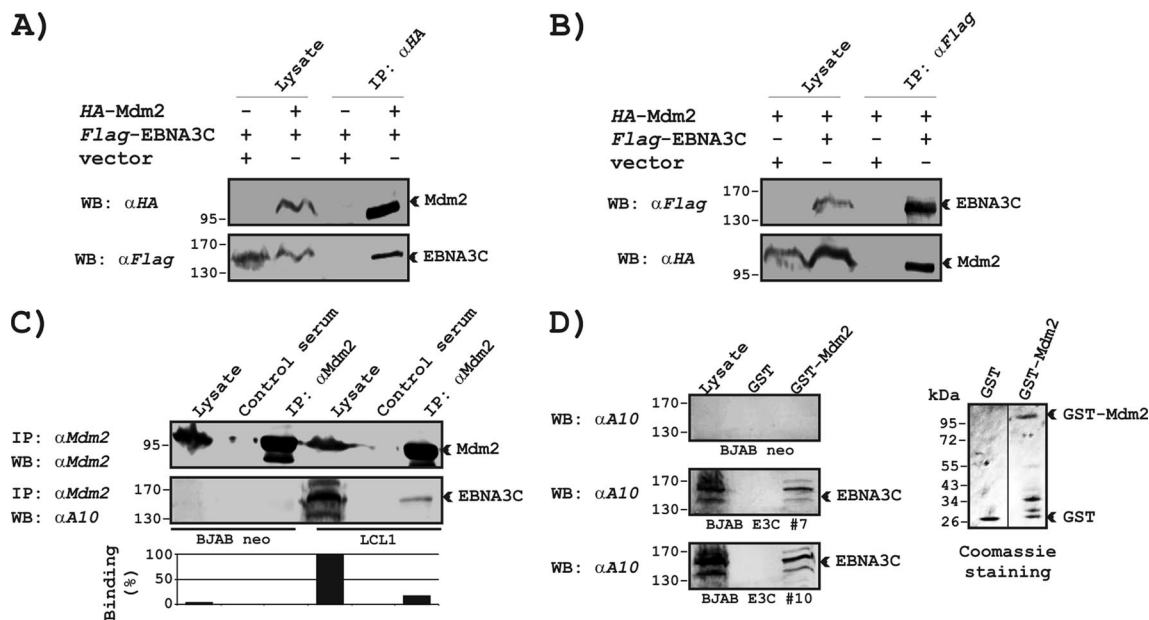 A)
Lysate
IP: αHA
HA-Mdm2 - + - +
Flag-EBNA3C + + + +
vector + - + -
WB: αHA
95-
Mdm2
WB: αFlag
170-
130-
EBNA3C
B)
Lysate
IP: αFlag
HA-Mdm2 + + + +
Flag-EBNA3C - + - +
vector + - + -
WB: αFlag
170-
130-
EBNA3C
WB: αHA
95-
Mdm2
C)
Lysate
Control serum
IP: αMdm2
Lysate
Control serum
IP: αMdm2
IP: αMdm2
WB: αMdm2
95-
Mdm2
IP: αMdm2
WB: αA10
170-
130-
EBNA3C
BJAB neo
LCL1
Binding (%)
100
50
0
D)
Lysate
GST
GST-Mdm2
WB: αA10
170-
130-
BJAB neo
WB: αA10
170-
130-
EBNA3C
BJAB E3C #7
WB: αA10
170-
130-
EBNA3C
BJAB E3C #10
kDa
GST
GST-Mdm2
95-
72-
55-
43-
34-
26-
GST-Mdm2
GST
Coomassie
staining